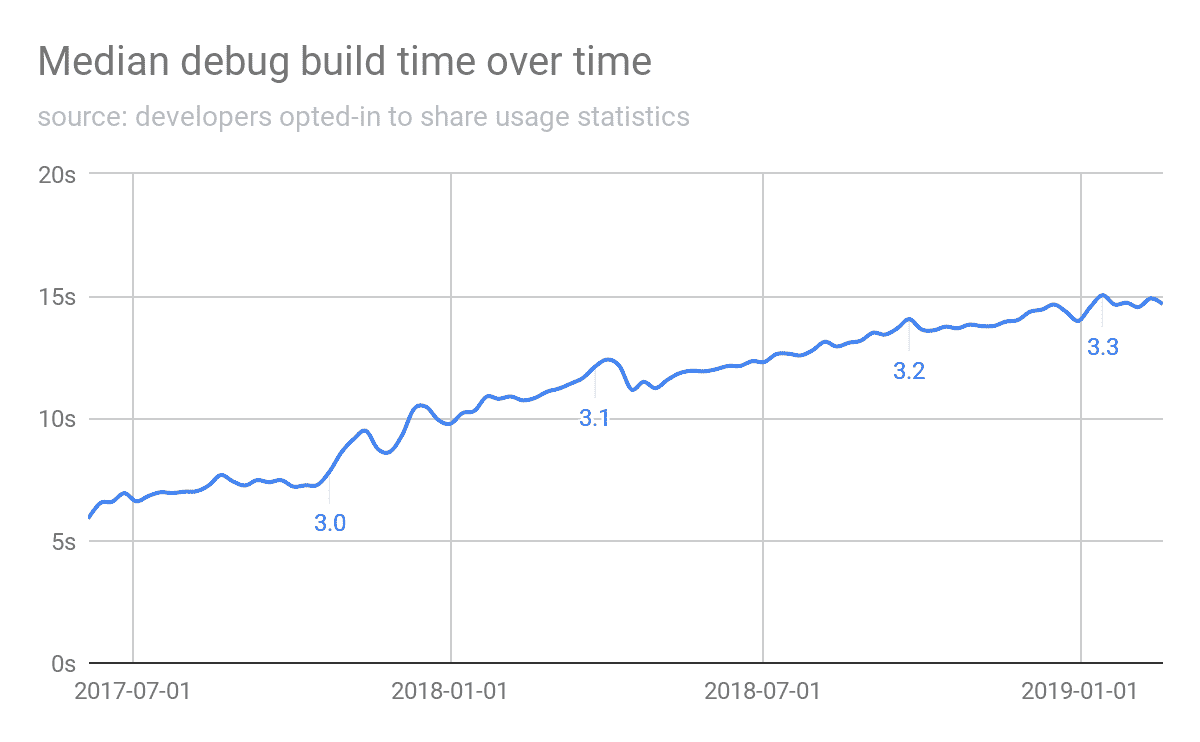 Median debug build time over time
source: developers opted-in to share usage statistics
20s
15s
3.3
3.2
10s
3.1
3.0
5s
0s
2017-07-01 2018-01-01 2018-07-01 2019-01-01